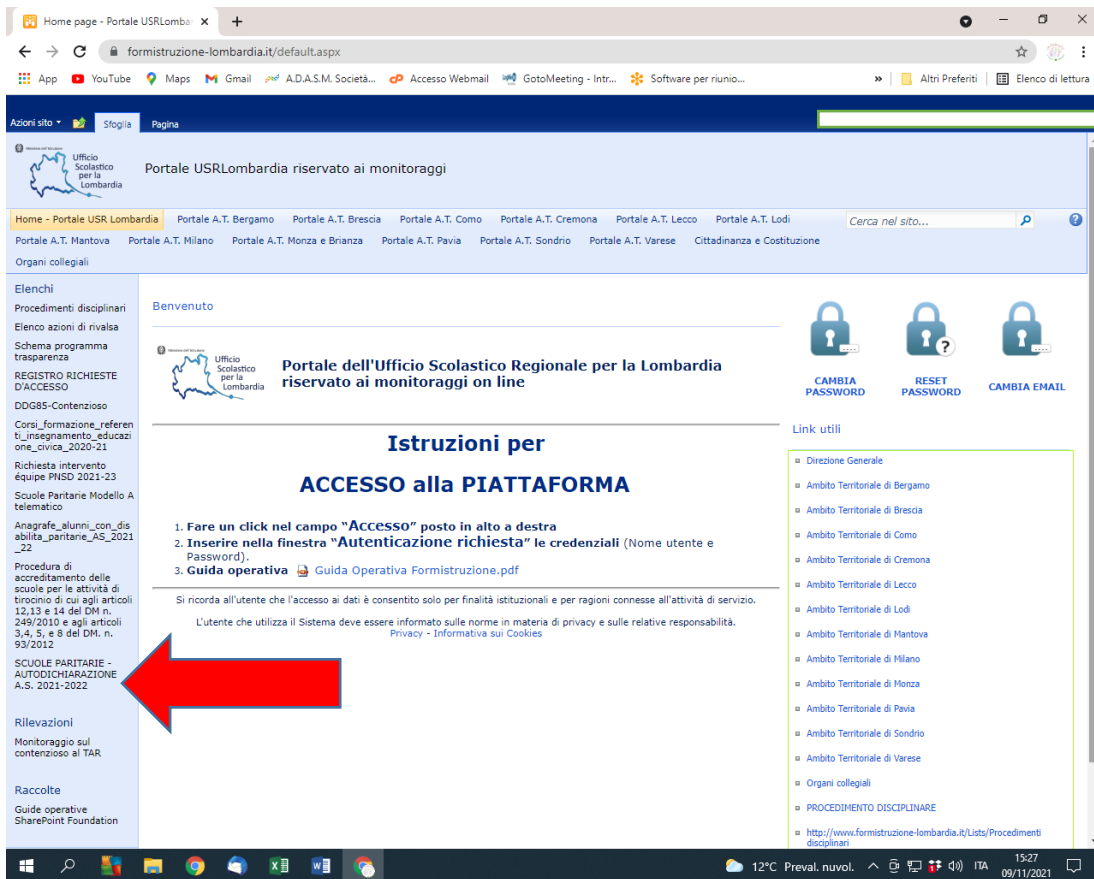 Home page - Portale USRLombar
formistruzione-lombardia.it/default.aspx
App YouTube Maps Gmail A.D.A.S.M. Società... Accesso Webmail GotoMeeting - Intr... Software per riunio... » Altri Preferiti Elenco di lettura
Azioni sito Sfoglia Pagina
Ufficio
Scolastico
per la
Lombardia
Portale USRLombardia riservato ai monitoraggi
Home - Portale USR Lombardia Portale A.T. Bergamo Portale A.T. Brescia Portale A.T. Como Portale A.T. Cremona Portale A.T. Lecco Portale A.T. Lodi
Portale A.T. Mantova Portale A.T. Milano Portale A.T. Monza e Brianza Portale A.T. Pavia Portale A.T. Sondrio Portale A.T. Varese Cittadinanza e Costituzione
Organi collegiali
Cerca nel sito...
Elenchi
Procedimenti disciplinari
Elenco azioni di rivalsa
Schema programma
trasparenza
REGISTRO RICHIESTE
D'ACCESSO
DDG85-Contenzioso
Corsi_formazione_referen
ti_insegnamento_educazi
one_civica_2020-21
Richiesta intervento
équipe PNSD 2021-23
Scuole Paritarie Modello A
telematico
Anagrafe_alunni_con_dis
abilita_paritarie_AS_2021
_22
Procedura di
accreditamento delle
scuole per le attività di
tirocinio di cui agli articoli
12,13 e 14 del DM n.
249/2010 e agli articoli
3,4, 5, e 8 del DM. n.
93/2012
SCUOLE PARITARIE -
AUTODICHIARAZIONE
A.S. 2021-2022
Rilevazioni
Monitoraggio sul
contenzioso al TAR
Raccolte
Guide operative
SharePoint Foundation
Benvenuto
Ufficio
Scolastico
per la
Lombardia
Portale dell'Ufficio Scolastico Regionale per la Lombardia
riservato ai monitoraggi on line
Istruzioni per
ACCESSO alla PIATTAFORMA
1. Fare un click nel campo “Accesso” posto in alto a destra
2. Inserire nella finestra “Autenticazione richiesta” le credenziali (Nome utente e
Password).
3. Guida operativa Guida Operativa Formistruzione.pdf
Si ricorda all'utente che l'accesso ai dati è consentito solo per finalità istituzionali e per ragioni connesse all'attività di servizio.
L'utente che utilizza il Sistema deve essere informato sulle norme in materia di privacy e sulle relative responsabilità.
Privacy - Informativa sui Cookies
CAMBIA
PASSWORD
RESET
PASSWORD
CAMBIA EMAIL
Link utili
Direzione Generale
Ambito Territoriale di Bergamo
Ambito Territoriale di Brescia
Ambito Territoriale di Como
Ambito Territoriale di Cremona
Ambito Territoriale di Lecco
Ambito Territoriale di Lodi
Ambito Territoriale di Mantova
Ambito Territoriale di Milano
Ambito Territoriale di Monza
Ambito Territoriale di Pavia
Ambito Territoriale di Sondrio
Ambito Territoriale di Varese
Organi collegiali
PROCEDIMENTO DISCIPLINARE
http://www.formistruzione-lombardia.it/Lists/Procedimenti
disciplinari
12°C Preval. nuvol. ITA 15:27
09/11/2021